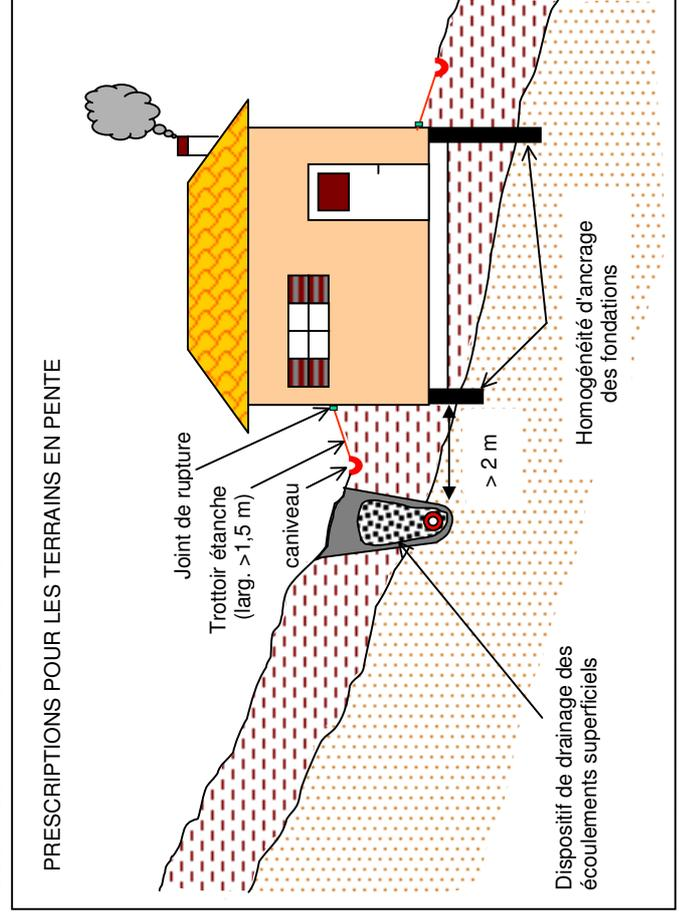 PRESCRIPTIONS POUR LES TERRAINS EN PENTE
Joint de rupture
Trottoir étanche
(larg. >1,5 m)
caniveau
> 2 m
Homogénéité d'ancrage
des fondations
Dispositif de drainage des
écoulements superficiels